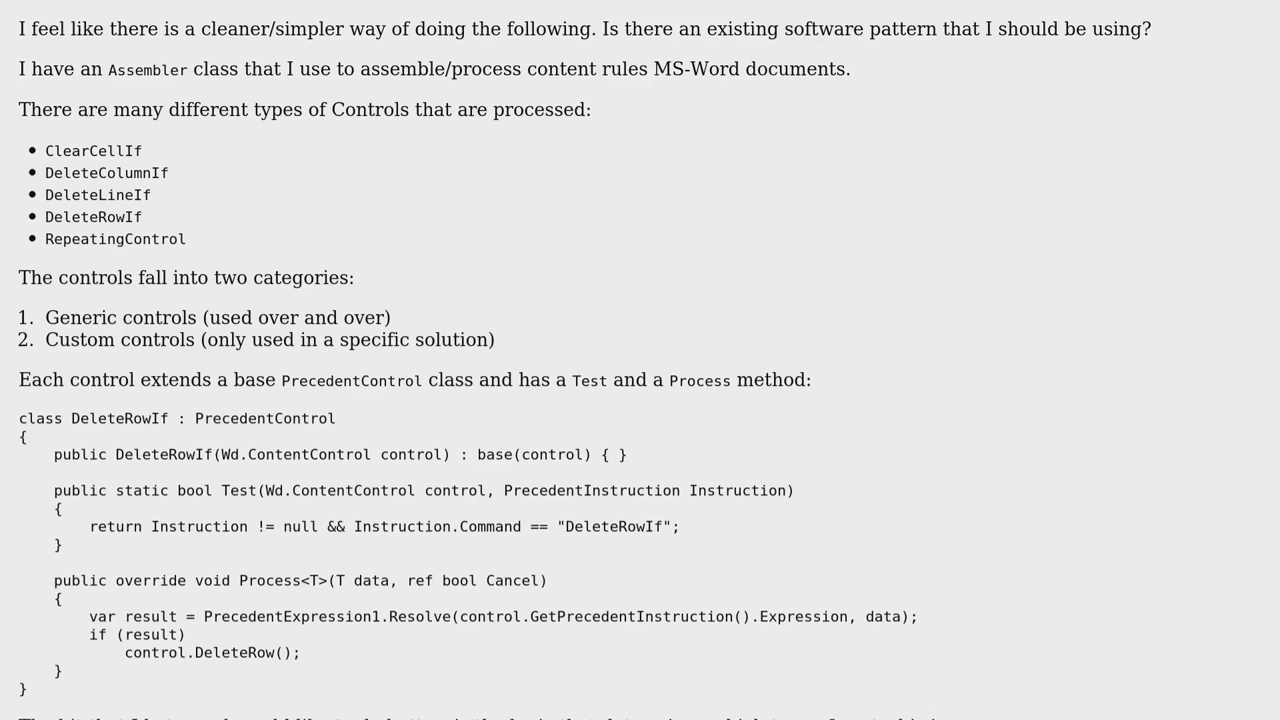 I feel like there is a cleaner/simpler way of doing the following. Is there an existing software pattern that I should be using?
I have an Assembler class that I use to assemble/process content rules MS-Word documents.
There are many different types of Controls that are processed:
• ClearCellIf
• DeleteColumnIf
• DeleteLineIf
• DeleteRowIf
• RepeatingControl
The controls fall into two categories:
1. Generic controls (used over and over)
2. Custom controls (only used in a specific solution)
Each control extends a base PrecedentControl class and has a Test and a Process method:
class DeleteRowIf : PrecedentControl
{
    public DeleteRowIf(Wd.ContentControl control) : base(control) { }
    public static bool Test(Wd.ContentControl control, PrecedentInstruction Instruction)
    {
        return Instruction != null && Instruction.Command == "DeleteRowIf";
    }
    public override void Process<T>(T data, ref bool Cancel)
    {
        var result = PrecedentExpression1.Resolve(control.GetPrecedentInstruction().Expression, data);
        if (result)
            control.DeleteRow();
    }
}